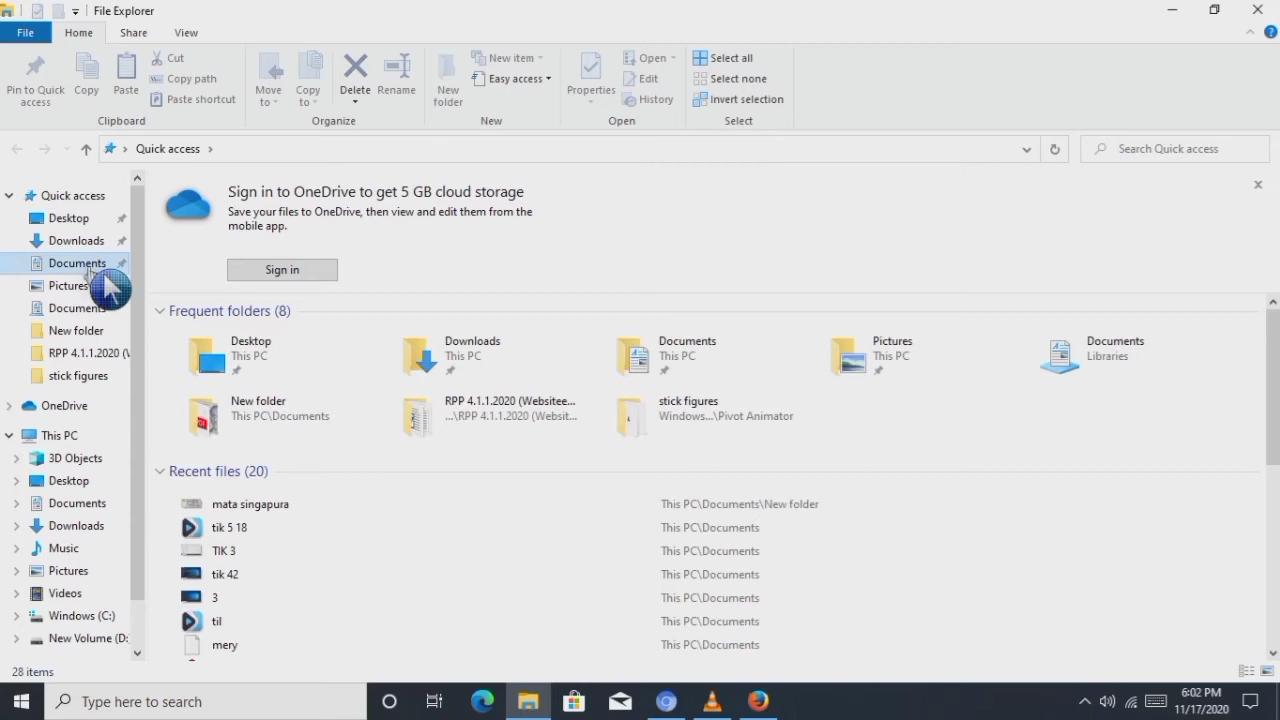 File Explorer
File Home Share View
Pin to Quick access
Copy
Paste
Cut
Copy path
Paste shortcut
Clipboard
Move to
Copy to
Delete
Rename
Organize
New folder
New item
Easy access
New
Properties
Open
Edit
History
Open
Select all
Select none
Invert selection
Select
Quick access
Search Quick access
Quick access
Desktop
Downloads
Documents
Pictures
Documents
New folder
RPP 4.1.1.2020 (W
stick figures
OneDrive
This PC
3D Objects
Desktop
Documents
Downloads
Music
Pictures
Videos
Windows (C:)
New Volume (D:
Sign in to OneDrive to get 5 GB cloud storage
Save your files to OneDrive, then view and edit them from the
mobile app.
Sign in
Frequent folders (8)
Desktop
This PC
Downloads
This PC
Documents
This PC
Pictures
This PC
Documents
Libraries
New folder
This PC\Documents
RPP 4.1.1.2020 (Websitee...
...\RPP 4.1.1.2020 (Websit...
stick figures
Windows...\Pivot Animator
Recent files (20)
mata singapura This PC\Documents\New folder
tik 5 18 This PC\Documents
TIK 3 This PC\Documents
tik 42 This PC\Documents
3 This PC\Documents
til This PC\Documents
mery This PC\Documents
28 items
Type here to search
6:02 PM
11/17/2020